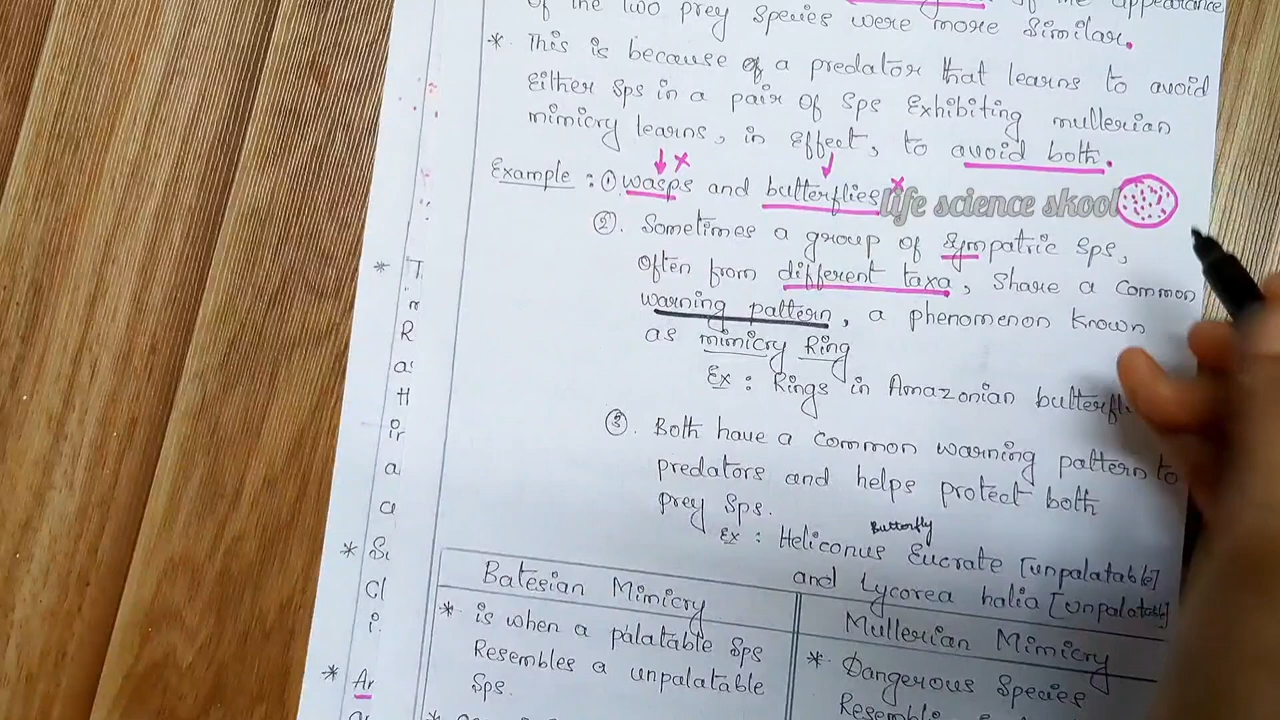 of the two prey species were more similar.
* This is because of a predator that learns to avoid
Either sps in a pair of sps Exhibiting mullerian
mimicry learns, in Effect, to avoid both.
Example : ① wasps and butterflies
life science skool
②. Sometimes a group of sympatric sps,
Often from different taxa, share a common
warning pattern, a phenomenon known
as mimicry Ring
Ex : Rings in Amazonian
③. Both have a common warning pattern to
predators and helps protect both
prey sps.
Butterfly
Ex : Heliconus Eucrate [unpalatable]
and Lycorea halia [unpalatable]
Batesian Mimicry
Mullerian Mimicry
* is when a palatable sps
Resembles a unpalatable
sps.
* Dangerous species
* T
R
a
H
ir
a
a
* Si
Cl
i
* Ar